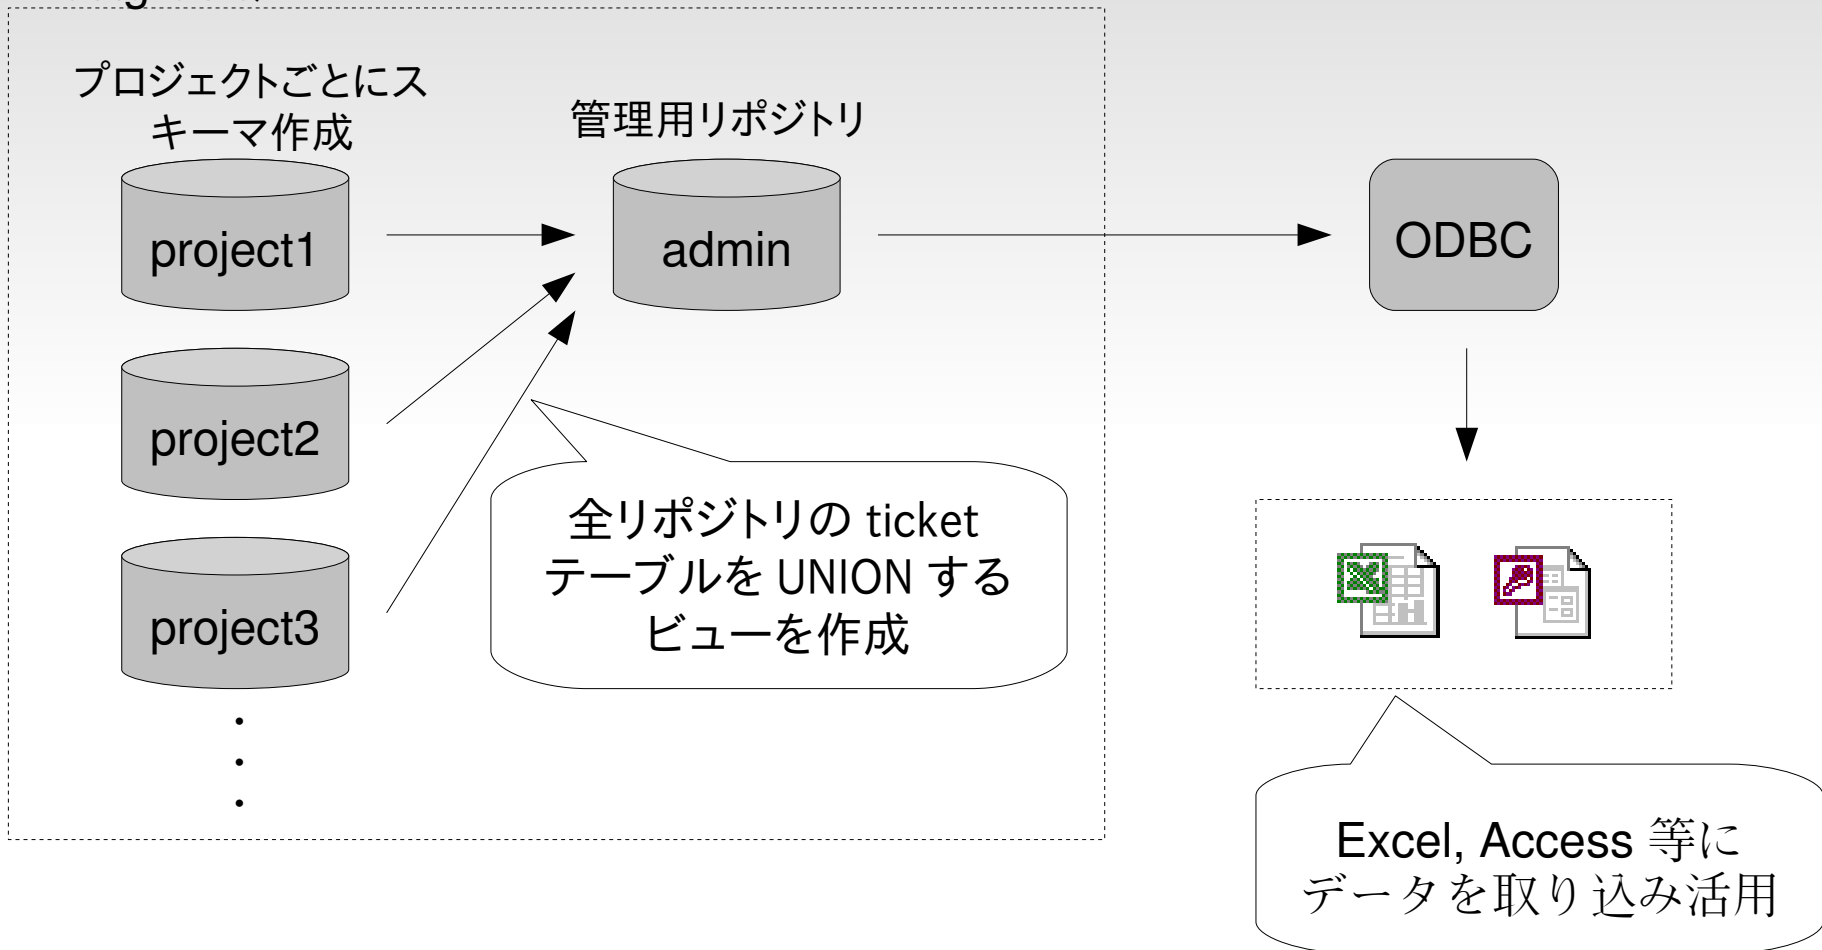 プロジェクトごとにス
キーマ作成
管理用リポジトリ
project1
admin
ODBC
project2
project3
全リポジトリの ticket
テーブルを UNION する
ビューを作成
Excel, Access 等に
データを取り込み活用